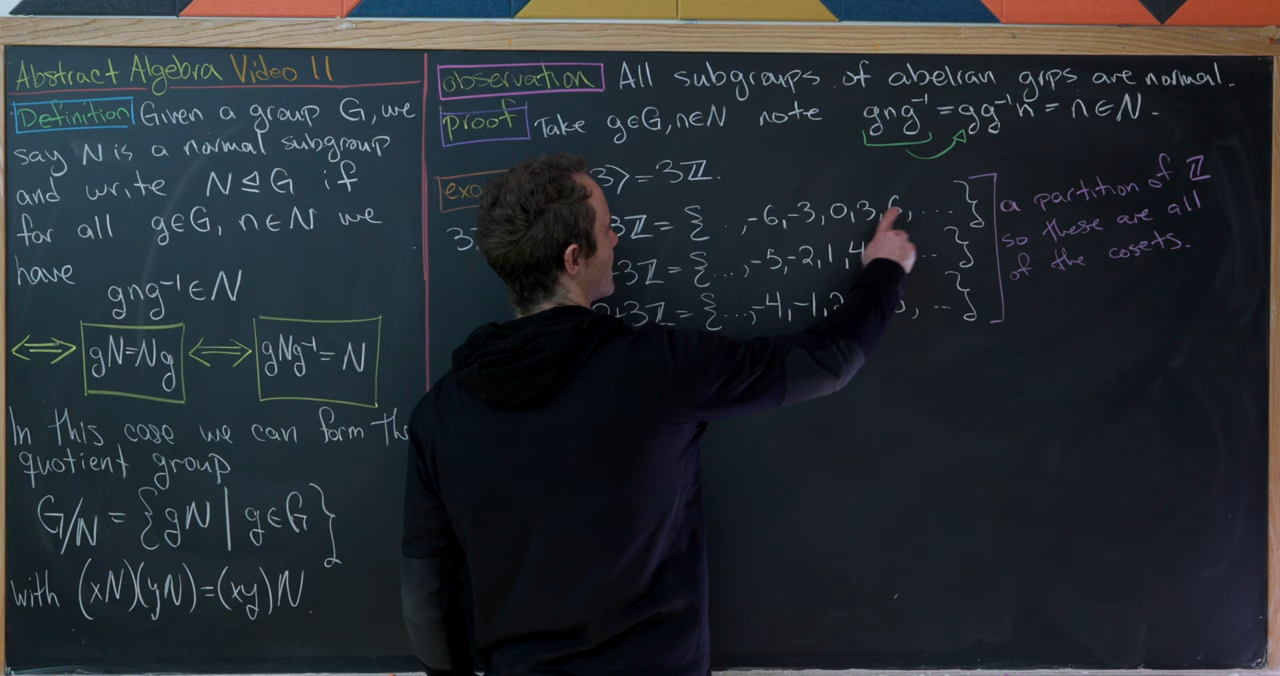 Abstract Algebra Video 11
Definition Given a group G, we
say N is a normal subgroup
and write N⊴G if
for all g∈G, n∈N we
have
gng⁻¹∈N
⟺ gN=Ng ⟺ gNg⁻¹=N
In this case we can form the
quotient group
G/N = {gN | g∈G}
with (xN)(yN)=(xy)N.
observation All subgroups of abelian grps are normal.
proof Take g∈G, n∈N note gng⁻¹=gg⁻¹n = n∈N.
3⟩=3ℤ.
3ℤ={...,-6,-3,0,3,6,...}
3ℤ={...,-5,-2,1,4 ...}
+3ℤ={...,-4,-1,2 ...}
a partition of ℤ
so these are all
of the cosets.